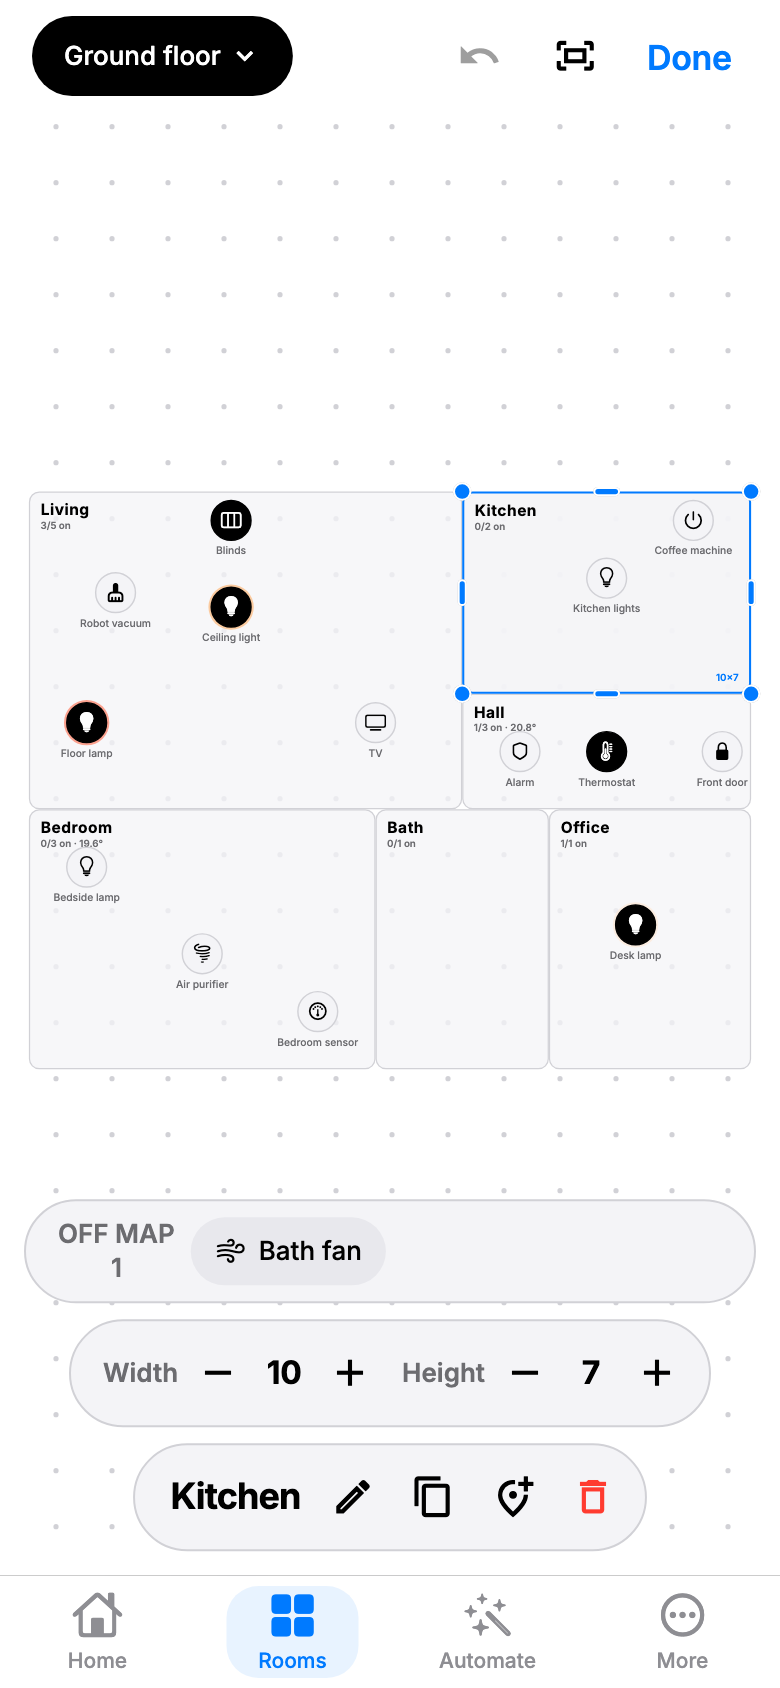 Ground floor
Done
Living
3/5 on
Blinds
Robot vacuum
Ceiling light
Floor lamp
TV
Kitchen
0/2 on
Coffee machine
Kitchen lights
10×7
Hall
1/3 on · 20.8°
Alarm
Thermostat
Front door
Bedroom
0/3 on · 19.6°
Bedside lamp
Air purifier
Bedroom sensor
Bath
0/1 on
Office
1/1 on
Desk lamp
OFF MAP
1
Bath fan
Width − 10 + Height − 7 +
Kitchen
Home
Rooms
Automate
More